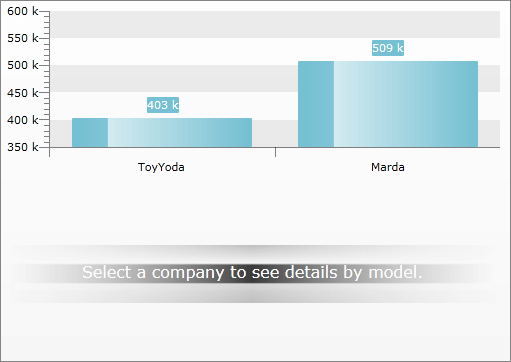 600 k
550 k
500 k
450 k
400 k
350 k
403 k
509 k
ToyYoda
Marda
Select a company to see details by model.